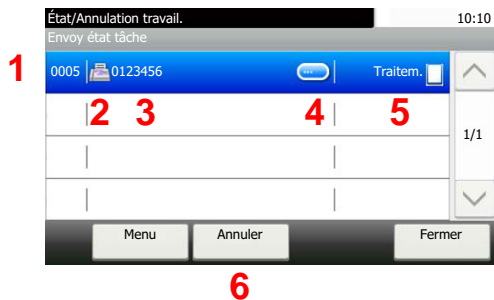 État/Annulation travail. 10:10
Envoy état tâche
1 0005 0123456 ... Traitem.
2 3 4 5
1/1
Menu Annuler Fermer
6